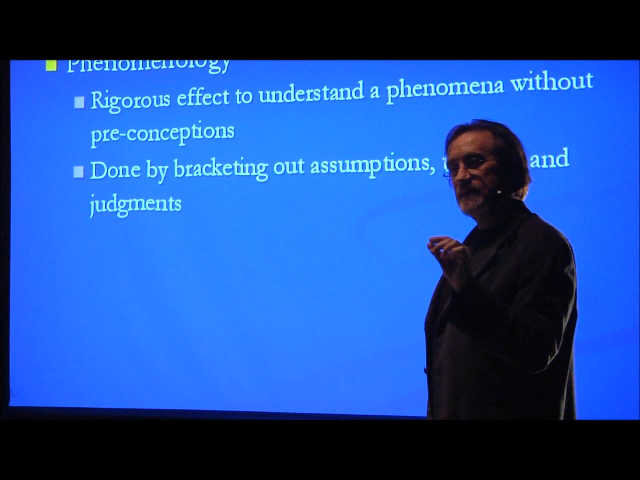 Phenomenology
Rigorous effect to understand a phenomena without
pre-conceptions
Done by bracketing out assumptions, and
judgments